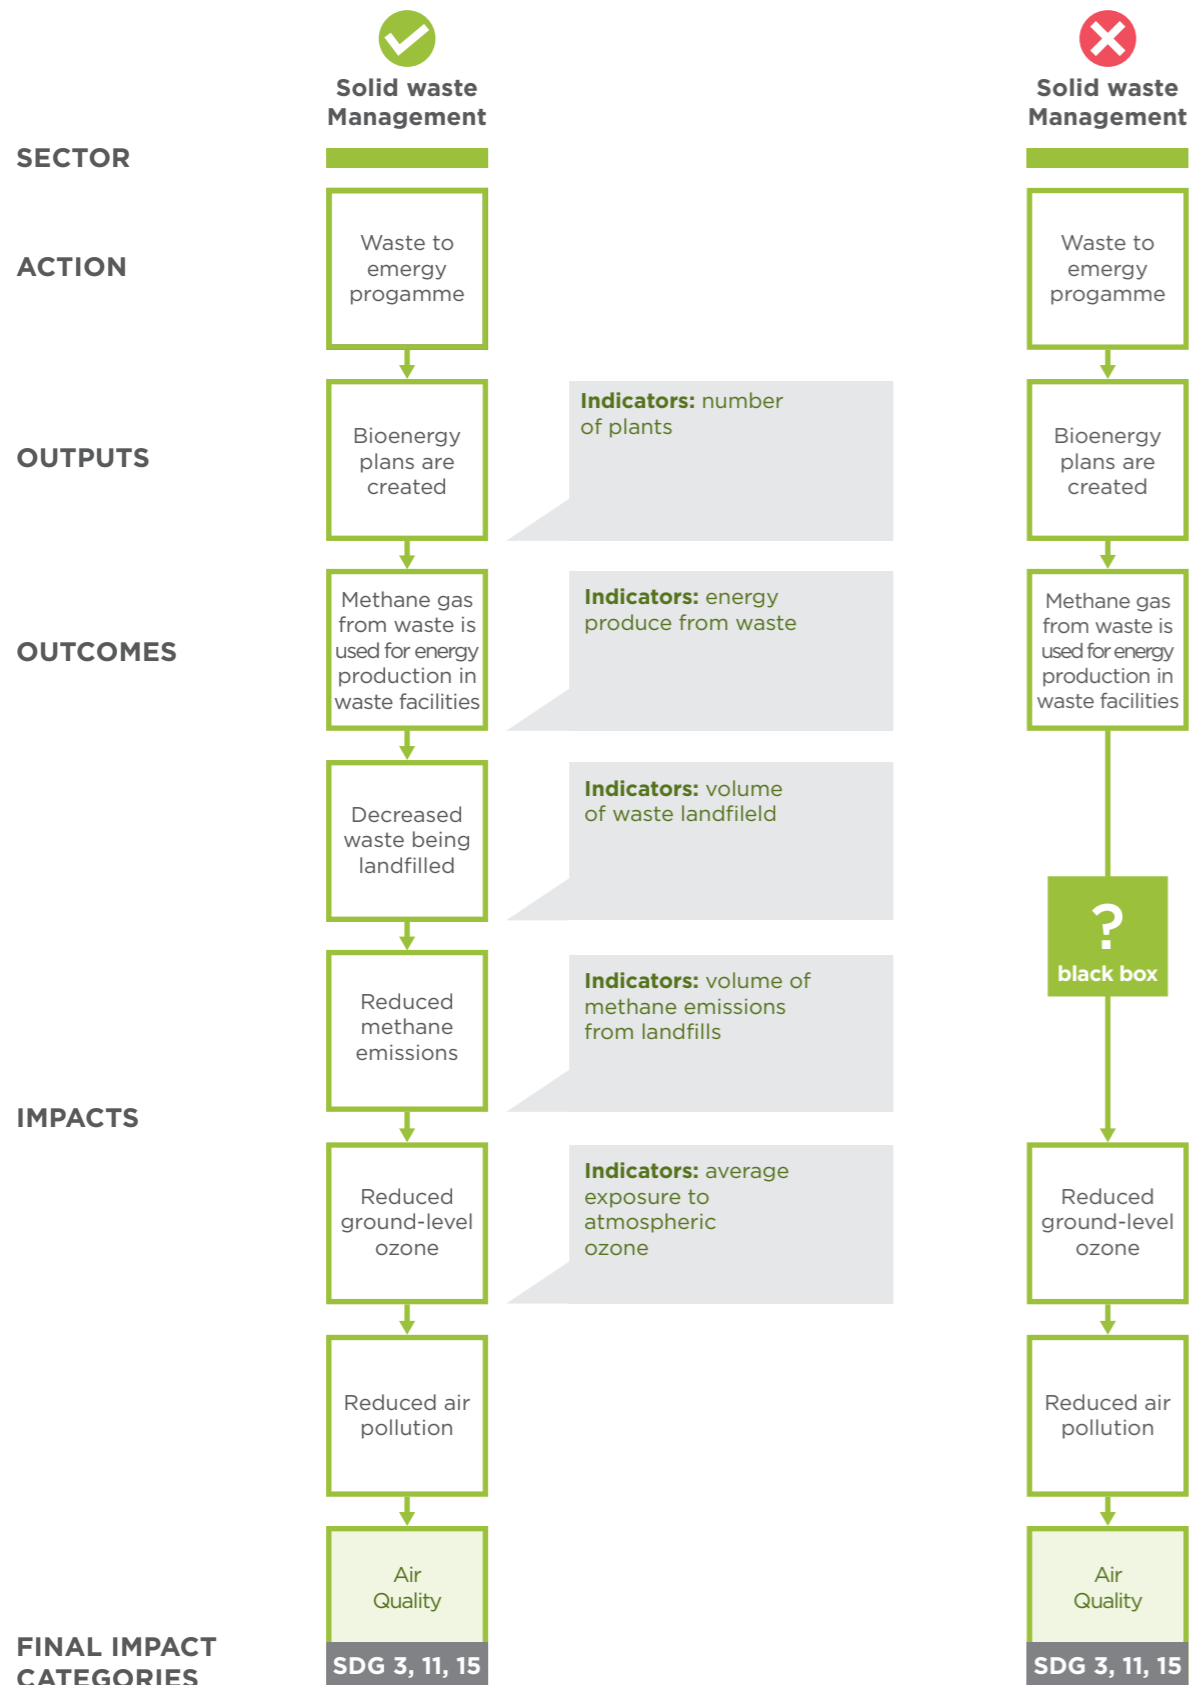 Solid waste
Management
Solid waste
Management
SECTOR
ACTION
Waste to
emergy
progamme
Waste to
emergy
progamme
OUTPUTS
Bioenergy
plans are
created
Indicators: number
of plants
Bioenergy
plans are
created
OUTCOMES
Methane gas
from waste is
used for energy
production in
waste facilities
Indicators: energy
produce from waste
Methane gas
from waste is
used for energy
production in
waste facilities
Decreased
waste being
landfilled
Indicators: volume
of waste landfileld
?
black box
Reduced
methane
emissions
Indicators: volume of
methane emissions
from landfills
IMPACTS
Reduced
ground-level
ozone
Indicators: average
exposure to
atmospheric
ozone
Reduced
ground-level
ozone
Reduced air
pollution
Reduced air
pollution
Air
Quality
Air
Quality
FINAL IMPACT
CATEGORIES
SDG 3, 11, 15
SDG 3, 11, 15